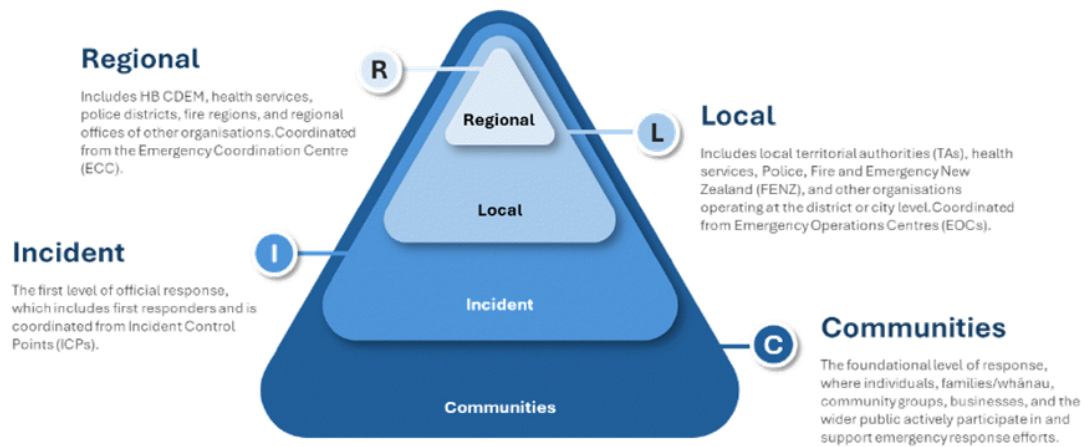 Regional
Includes HB CDEM, health services,
police districts, fire regions, and regional
offices of other organisations.Coordinated
from the Emergency Coordination Centre
(ECC).
R
Regional
L
Local
Includes local territorial authorities (TAs), health
services, Police, Fire and Emergency New
Zealand (FENZ), and other organisations
operating at the district or city level.Coordinated
from Emergency Operations Centres (EOCs).
Local
Incident
The first level of official response,
which includes first responders and is
coordinated from Incident Control
Points (ICPs).
I
Incident
C
Communities
The foundational level of response,
where individuals, families/whānau,
community groups, businesses, and the
wider public actively participate in and
support emergency response efforts.
Communities